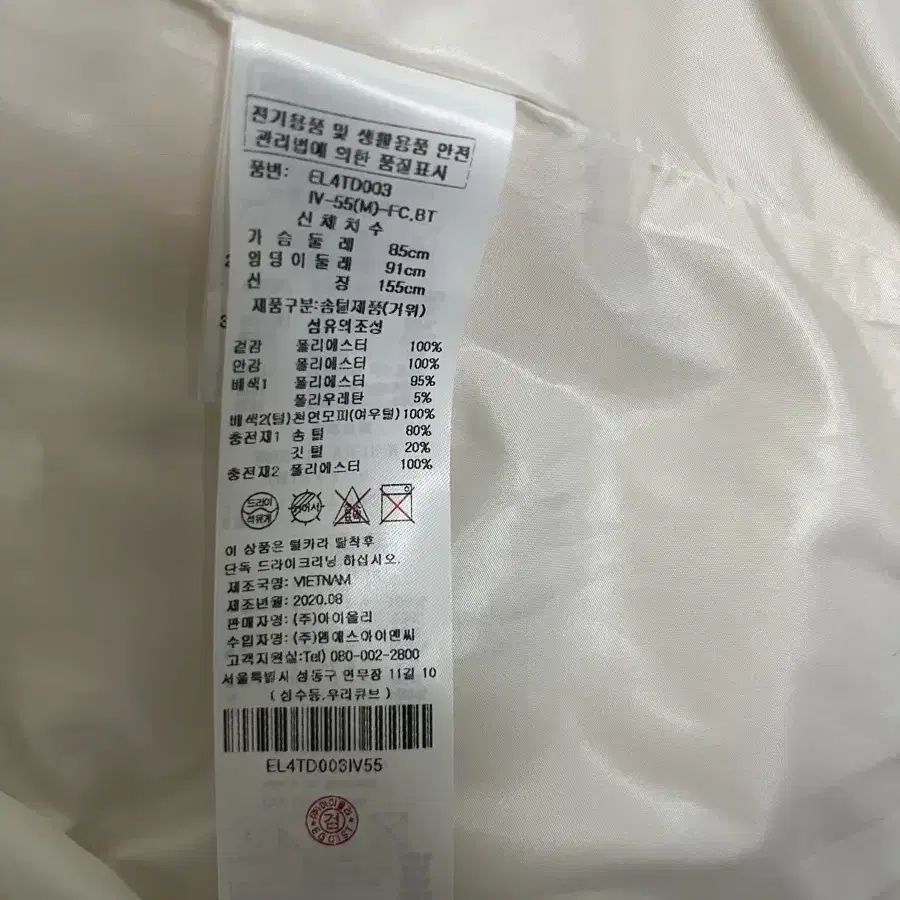 전기용품 및 생활용품 안전
관리법에 의한 품질표시
품번: EL4TD003
IV-55(M)-FC,BT
신체치수
가슴둘레 85cm
엉덩이둘레 91cm
신장 155cm
제품구분:솜털제품(거위)
섬유의조성
겉감 폴리에스터 100%
안감 폴리에스터 100%
배색1 폴리에스터 95%
폴리우레탄 5%
배색2(털)천연모피(여우털)100%
충전재1 솜털 80%
깃털 20%
충전재2 폴리에스터 100%
드라이
석유계
이 상품은 털카라 탈착후
단독 드라이크리닝 하십시오.
제조국명: VIETNAM
제조년월: 2020.08
판매자명: (주)아이올리
수입자명: (주)엠에스아이엔씨
고객지원실:Tel) 080-002-2800
서울특별시 성동구 연무장 11길 10
(성수동,우리큐브)
EL4TD003IV55
검